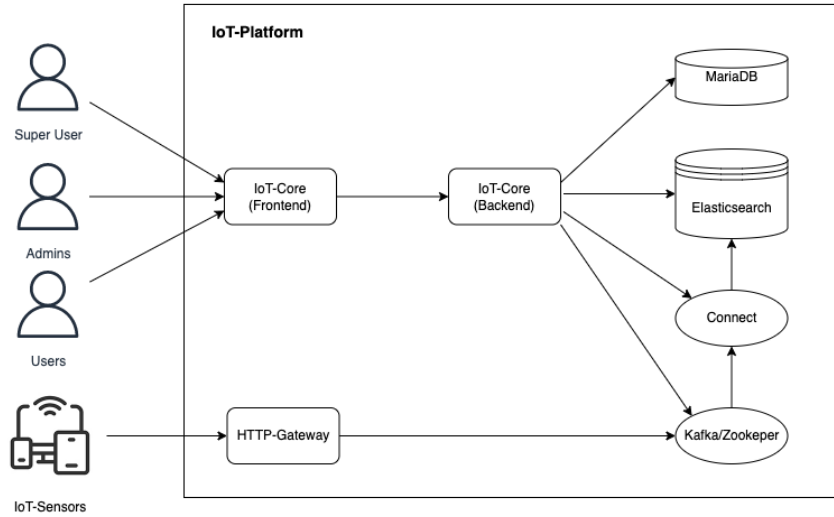 IoT-Platform
MariaDB
Super User
IoT-Core
(Frontend)
IoT-Core
(Backend)
Elasticsearch
Admins
Connect
Users
HTTP-Gateway
Kafka/Zookeper
IoT-Sensors